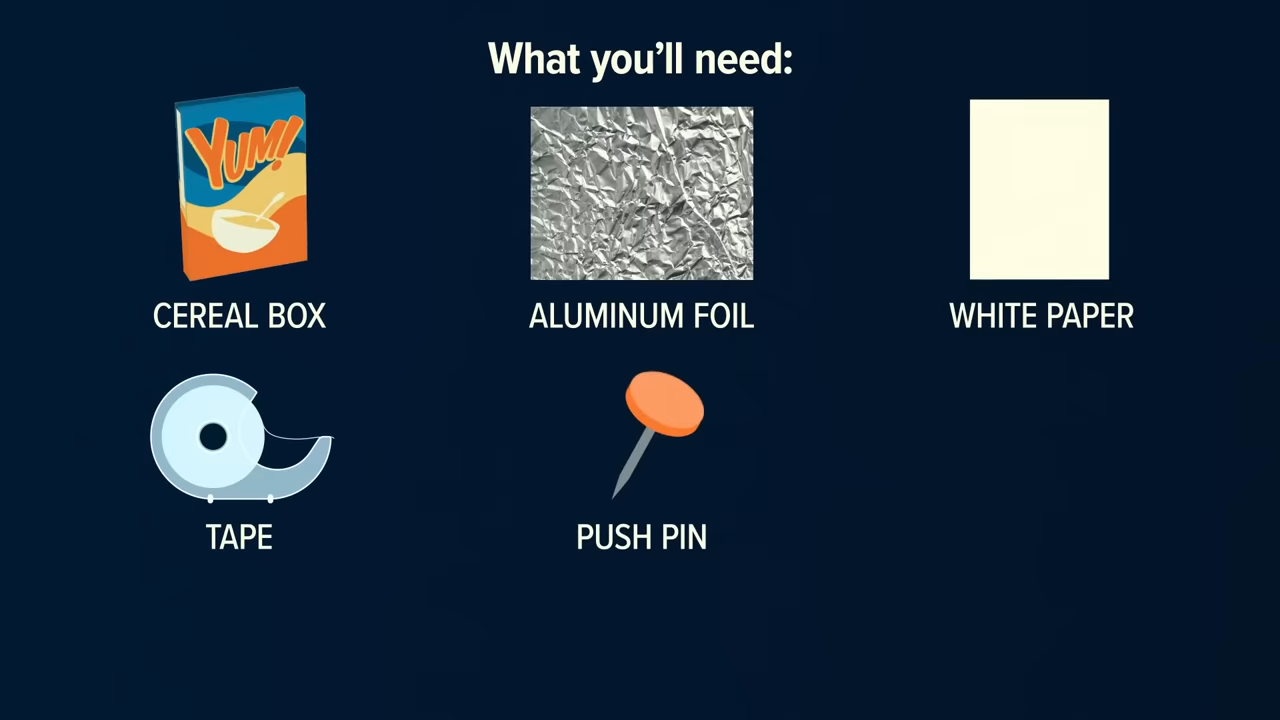 What you’ll need:
YUM!
CEREAL BOX
ALUMINUM FOIL
WHITE PAPER
TAPE
PUSH PIN